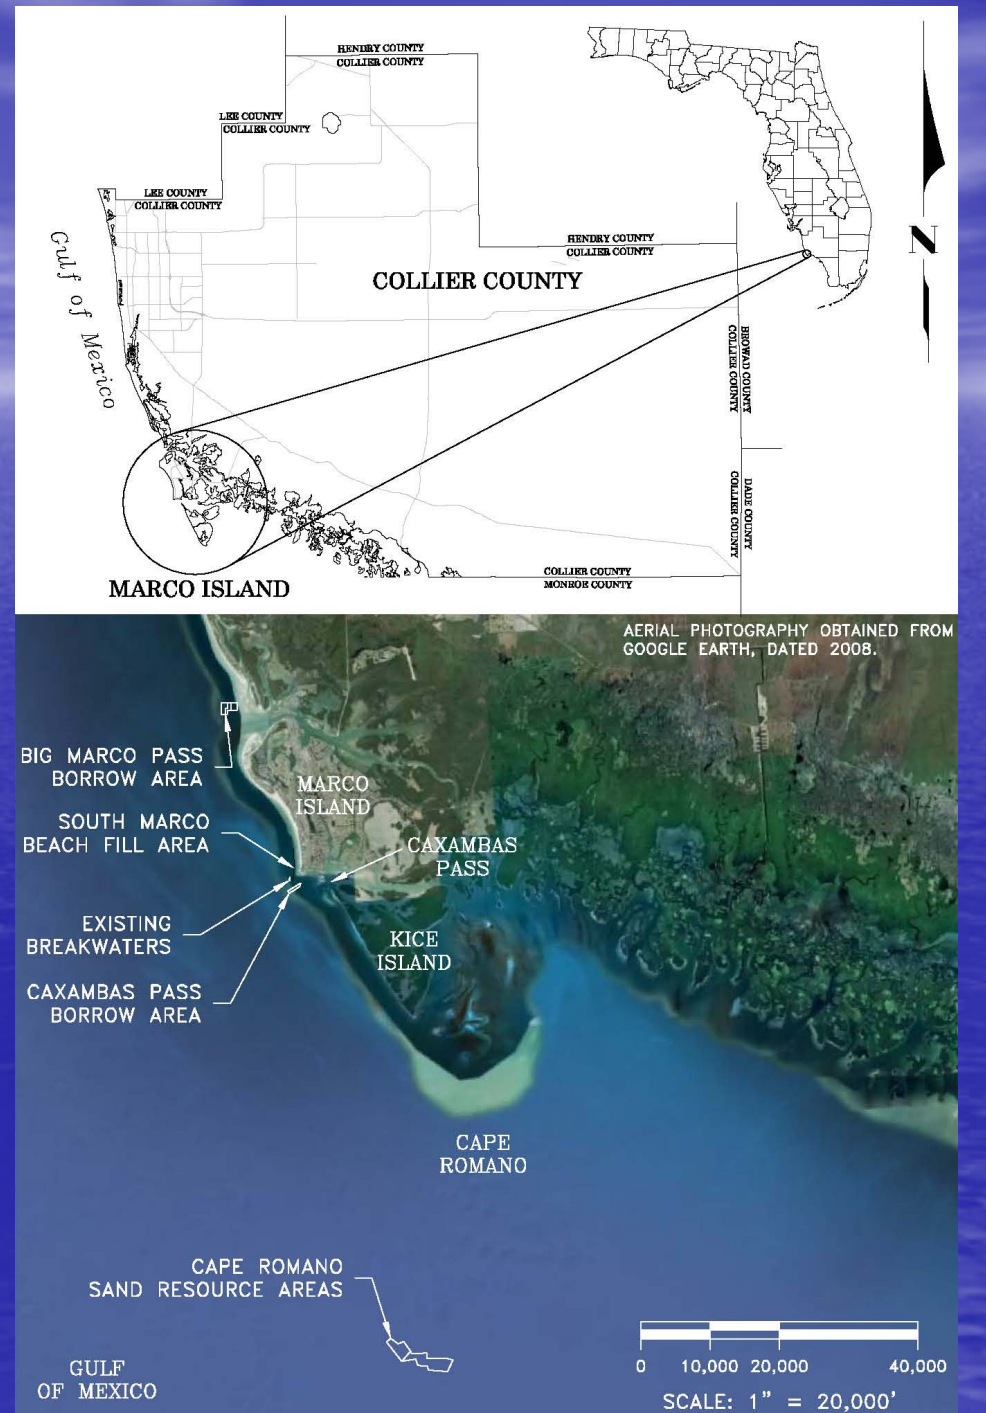 HENDRY COUNTY
COLLIER COUNTY
LEE COUNTY
COLLIER COUNTY
LEE COUNTY
COLLIER COUNTY
Gulf of Mexico
HENDRY COUNTY
COLLIER COUNTY
COLLIER COUNTY
N
BROWAD COUNTY
COLLIER COUNTY
DADE COUNTY
COLLIER COUNTY
COLLIER COUNTY
MONROE COUNTY
MARCO ISLAND
AERIAL PHOTOGRAPHY OBTAINED FROM
GOOGLE EARTH, DATED 2008.
BIG MARCO PASS
BORROW AREA
MARCO
ISLAND
SOUTH MARCO
BEACH FILL AREA
CAXAMBAS
PASS
EXISTING
BREAKWATERS
KICE
ISLAND
CAXAMBAS PASS
BORROW AREA
CAPE
ROMANO
CAPE ROMANO
SAND RESOURCE AREAS
GULF
OF MEXICO
0 10,000 20,000 40,000
SCALE: 1" = 20,000'